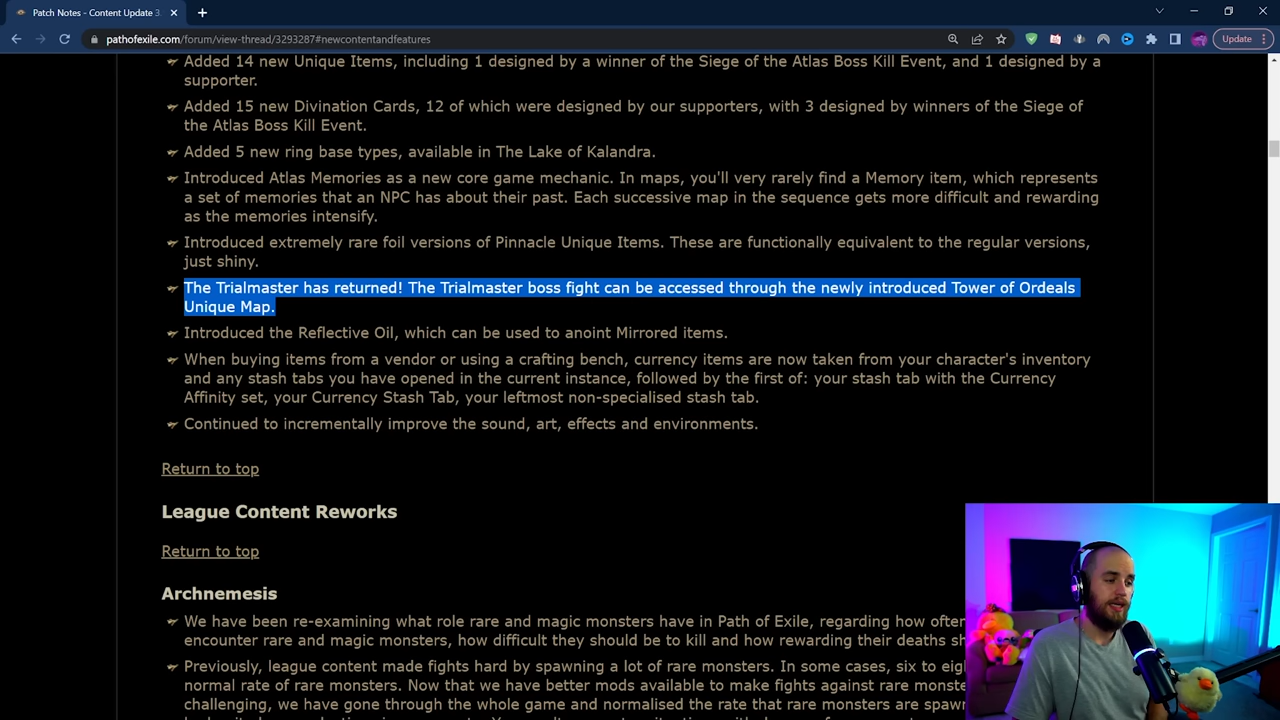 Patch Notes - Content Update 3.
Update
pathofexile.com/forum/view-thread/3293287#newcontentandfeatures
Added 14 new Unique Items, including 1 designed by a winner of the Siege of the Atlas Boss Kill Event, and 1 designed by a
supporter.
Added 15 new Divination Cards, 12 of which were designed by our supporters, with 3 designed by winners of the Siege of
the Atlas Boss Kill Event.
Added 5 new ring base types, available in The Lake of Kalandra.
Introduced Atlas Memories as a new core game mechanic. In maps, you'll very rarely find a Memory item, which represents
a set of memories that an NPC has about their past. Each successive map in the sequence gets more difficult and rewarding
as the memories intensify.
Introduced extremely rare foil versions of Pinnacle Unique Items. These are functionally equivalent to the regular versions,
just shiny.
The Trialmaster has returned! The Trialmaster boss fight can be accessed through the newly introduced Tower of Ordeals
Unique Map.
Introduced the Reflective Oil, which can be used to anoint Mirrored items.
When buying items from a vendor or using a crafting bench, currency items are now taken from your character's inventory
and any stash tabs you have opened in the current instance, followed by the first of: your stash tab with the Currency
Affinity set, your Currency Stash Tab, your leftmost non-specialised stash tab.
Continued to incrementally improve the sound, art, effects and environments.
Return to top
League Content Reworks
Return to top
Archnemesis
We have been re-examining what role rare and magic monsters have in Path of Exile, regarding how often
encounter rare and magic monsters, how difficult they should be to kill and how rewarding their deaths
Previously, league content made fights hard by spawning a lot of rare monsters. In some cases, six to
normal rate of rare monsters. Now that we have better mods available to make fights against rare
challenging, we have gone through the whole game and normalised the rate that rare monsters are